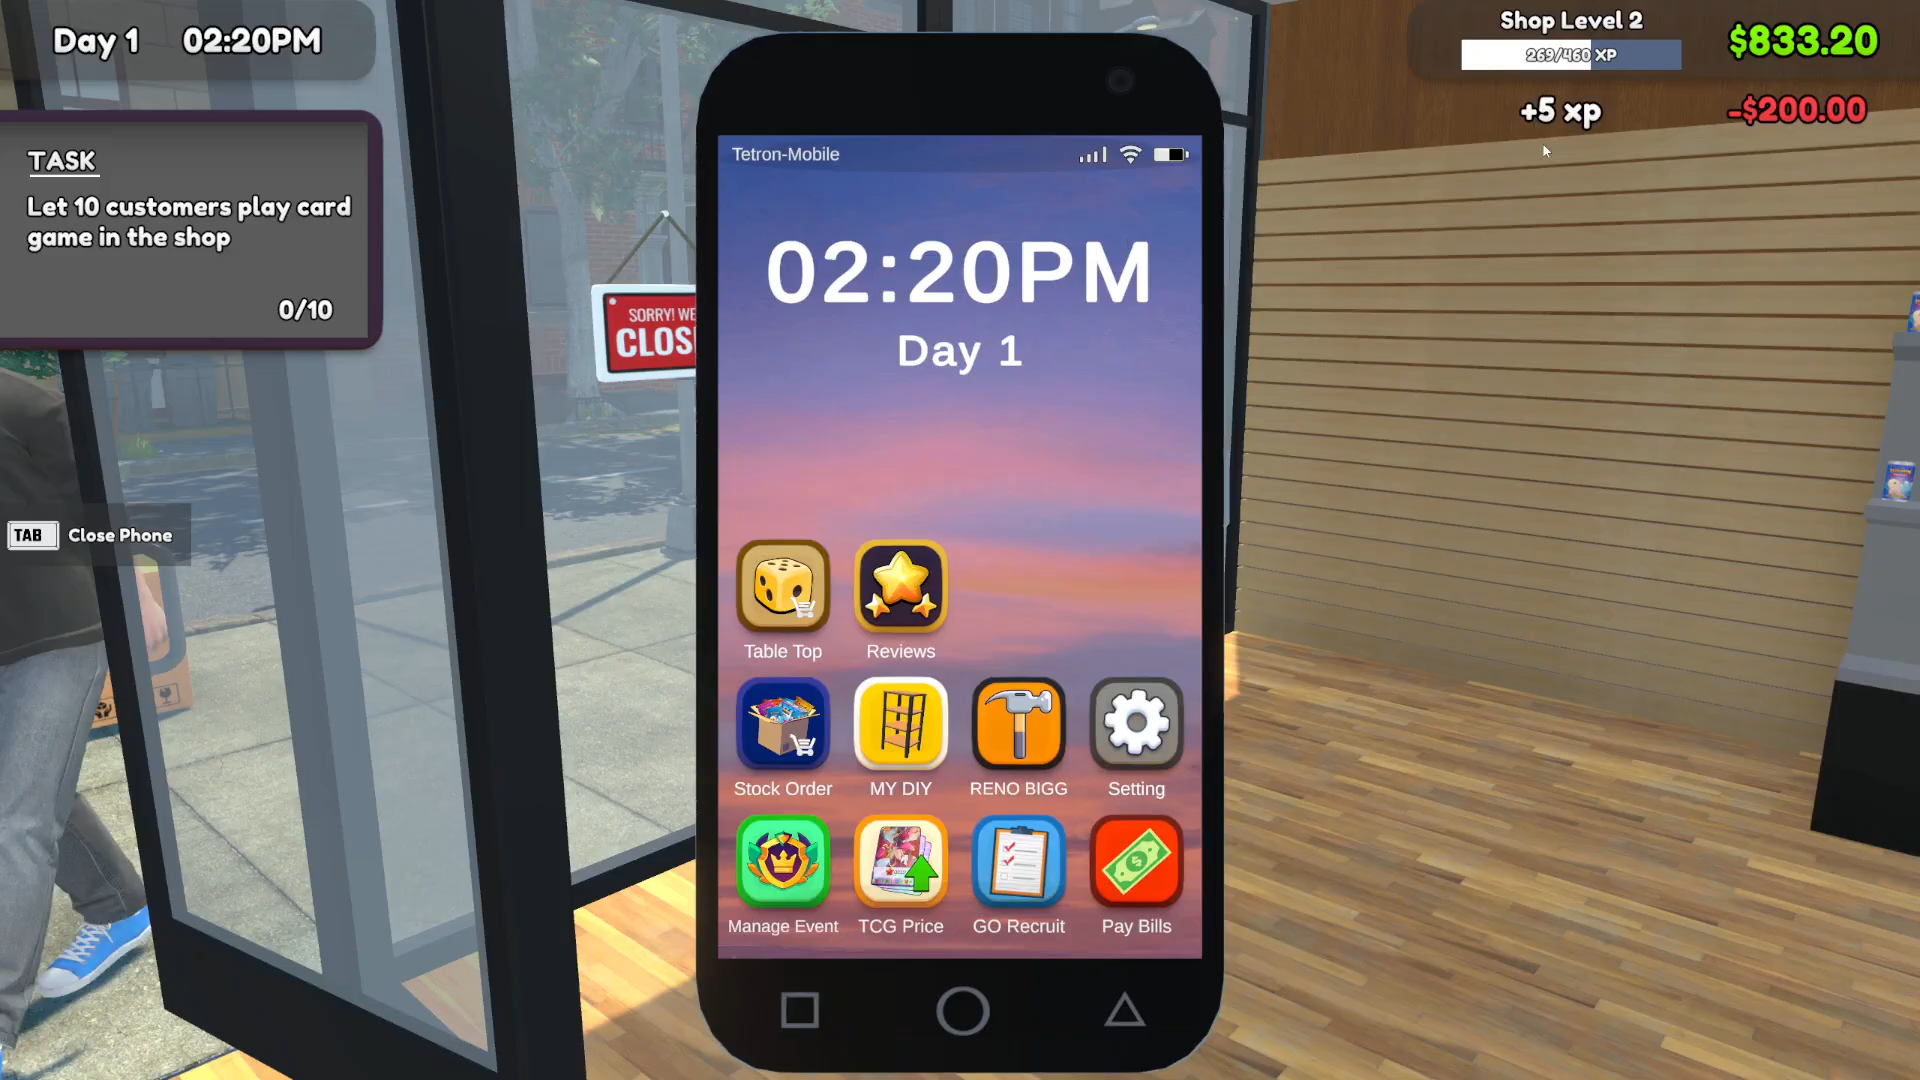 Day 1 02:20PM
Shop Level 2
269/460 XP
$833.20
+5 xp
-$200.00
TASK
Let 10 customers play card
game in the shop
0/10
TAB Close Phone
SORRY! WE
CLOS
Tetron-Mobile
02:20PM
Day 1
Table Top Reviews
Stock Order MY DIY RENO BIGG Setting
Manage Event TCG Price GO Recruit Pay Bills